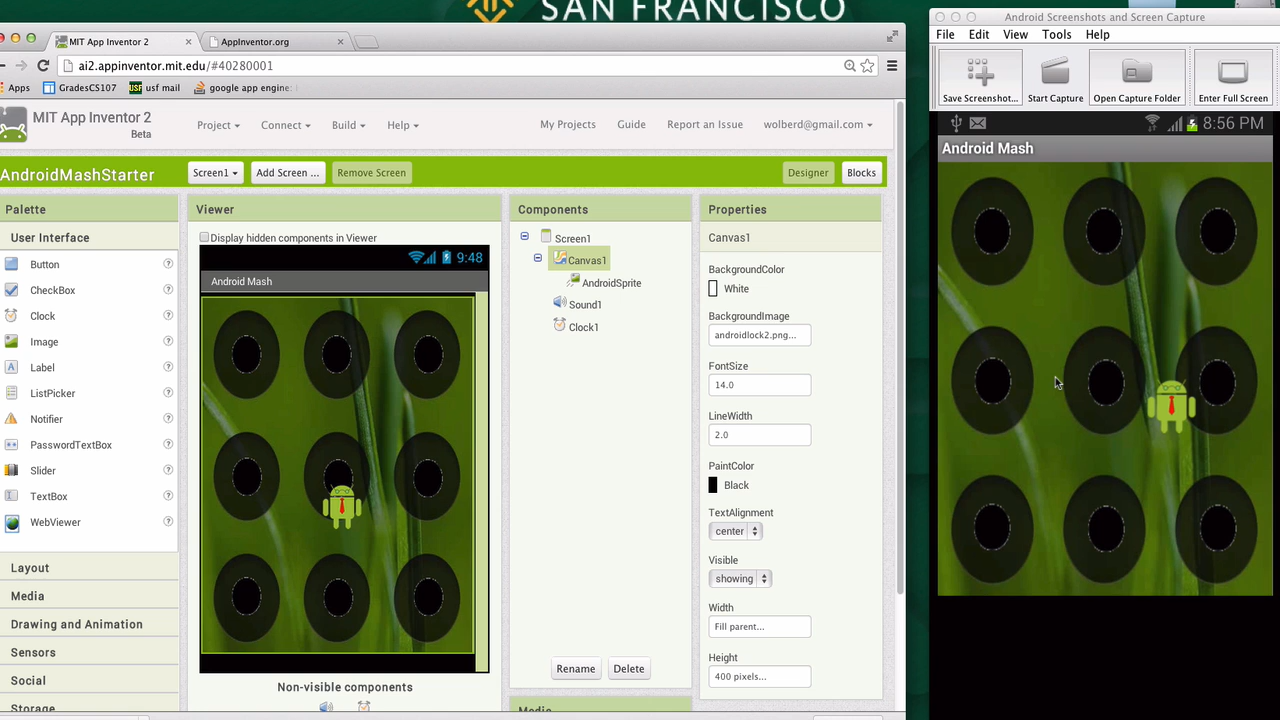 SAN FRANCISCO
MIT App Inventor 2
AppInventor.org
ai2.appinventor.mit.edu/#40280001
Apps
GradesCS107
USF usf mail
google app engine:
MIT App Inventor 2
Beta
Project
Connect
Build
Help
My Projects
Guide
Report an Issue
wolberd@gmail.com
AndroidMashStarter
Screen1
Add Screen ...
Remove Screen
Designer
Blocks
Palette
User Interface
Button
CheckBox
Clock
Image
Label
ListPicker
Notifier
PasswordTextBox
Slider
TextBox
WebViewer
Layout
Media
Drawing and Animation
Sensors
Social
Storage
Viewer
Display hidden components in Viewer
9:48
Android Mash
Non-visible components
Components
Screen1
Canvas1
AndroidSprite
Sound1
Clock1
Rename
Delete
Media
Properties
Canvas1
BackgroundColor
White
BackgroundImage
androidlock2.png...
FontSize
14.0
LineWidth
2.0
PaintColor
Black
TextAlignment
center
Visible
showing
Width
Fill parent...
Height
400 pixels...
Android Screenshots and Screen Capture
File Edit View Tools Help
Save Screenshot...
Start Capture
Open Capture Folder
Enter Full Screen
8:56 PM
Android Mash